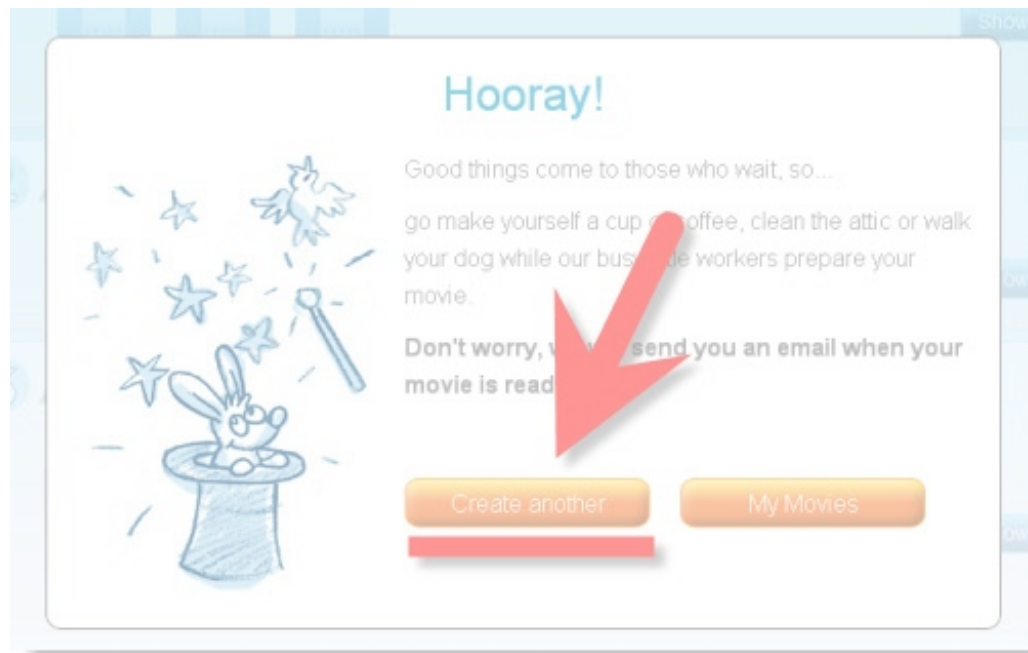 Show
Hooray!
Good things come to those who wait, so...
go make yourself a cup offee, clean the attic or walk
your dog while our bus workers prepare your
movie.
Don't worry, send you an email when your
movie is read
Create another
My Movies